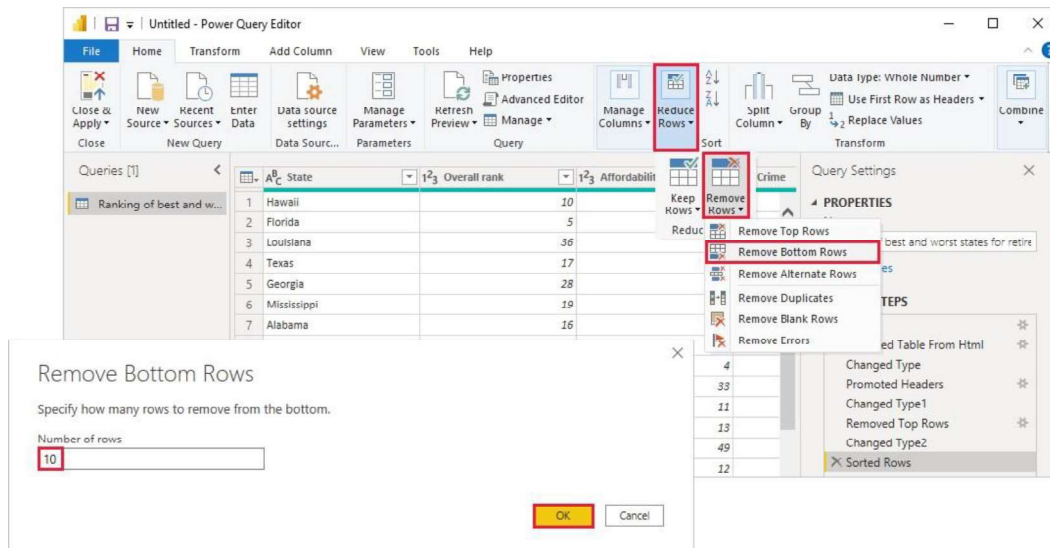 Untitled - Power Query Editor
File Home Transform Add Column View Tools Help
Close & Apply
New Source
Recent Sources
Enter Data
Data source settings
Manage Parameters
Refresh Preview
Properties
Advanced Editor
Manage
Manage Columns
Reduce Rows
Split Column
Group By
Data Type: Whole Number
Use First Row as Headers
Replace Values
Combine
Close New Query Data Sourc... Parameters Query Sort Transform
Queries [1]
Ranking of best and w...
State Overall rank Affordabilit Crime
1 Hawaii 10
2 Florida 5
3 Louisiana 36
4 Texas 17
5 Georgia 28
6 Mississippi 19
7 Alabama 16
4
33
11
13
49
12
Keep Rows
Remove Rows
Reduc
Remove Top Rows
Remove Bottom Rows
Remove Alternate Rows
Remove Duplicates
Remove Blank Rows
Remove Errors
Query Settings
PROPERTIES
best and worst states for retire
es
TEPS
ed Table From Html
Changed Type
Promoted Headers
Changed Type1
Removed Top Rows
Changed Type2
Sorted Rows
Remove Bottom Rows
Specify how many rows to remove from the bottom.
Number of rows
10
OK Cancel